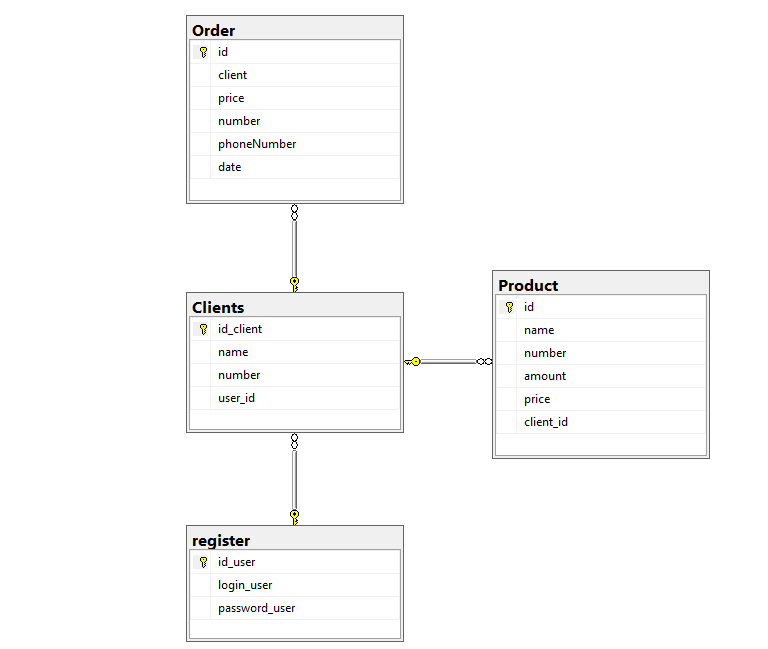 Order
id
client
price
number
phoneNumber
date
Clients
id_client
name
number
user_id
Product
id
name
number
amount
price
client_id
register
id_user
login_user
password_user